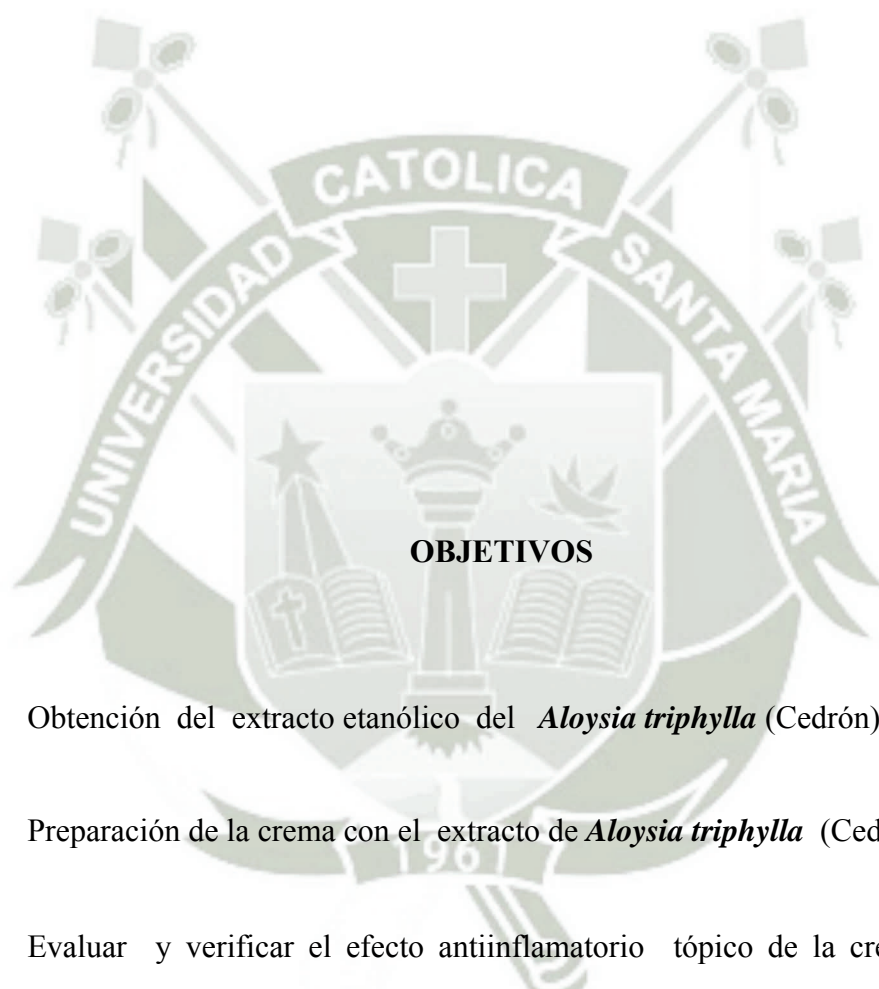 CATOLICA
UNIVERSIDAD
SANTA MARIA
OBJETIVOS
Obtención del extracto etanólico del Aloysia triphylla (Cedrón)
Preparación de la crema con el extracto de Aloysia triphylla (Ced
1961
Evaluar y verificar el efecto antiinflamatorio tópico de la cre